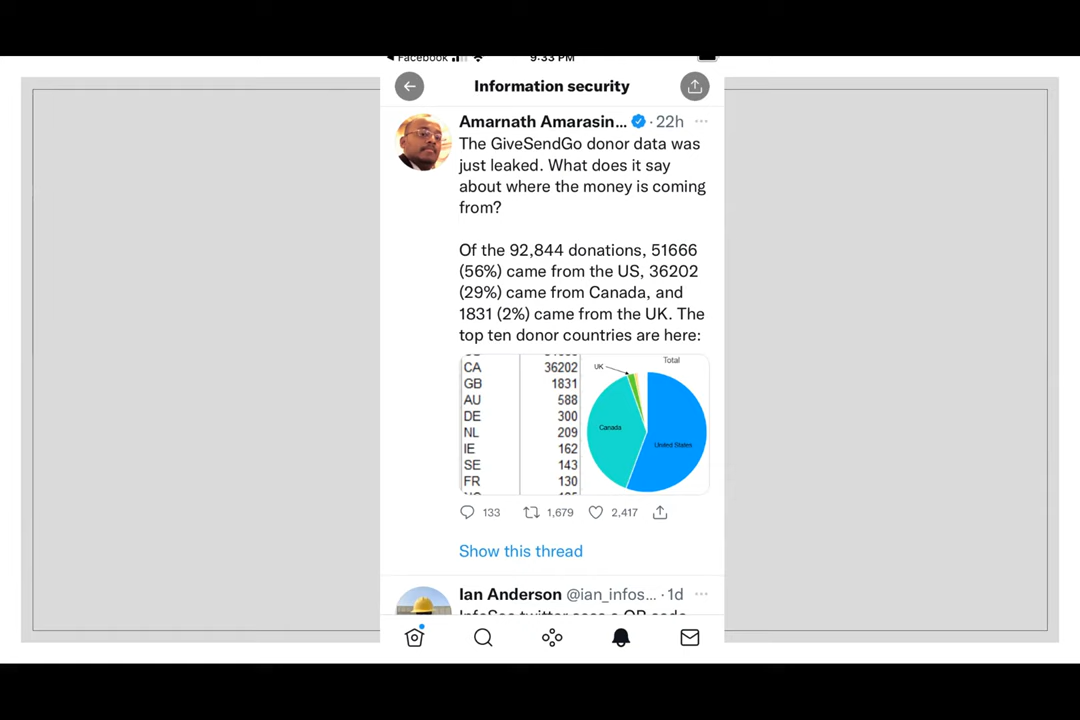 Facebook 9:33 PM
Information security
Amarnath Amarasin... · 22h
The GiveSendGo donor data was
just leaked. What does it say
about where the money is coming
from?
Of the 92,844 donations, 51666
(56%) came from the US, 36202
(29%) came from Canada, and
1831 (2%) came from the UK. The
top ten donor countries are here:
CA 36202
GB 1831
AU 588
DE 300
NL 209
IE 162
SE 143
FR 130
Total
UK
Canada
United States
133 1,679 2,417
Show this thread
Ian Anderson @ian_infos... · 1d